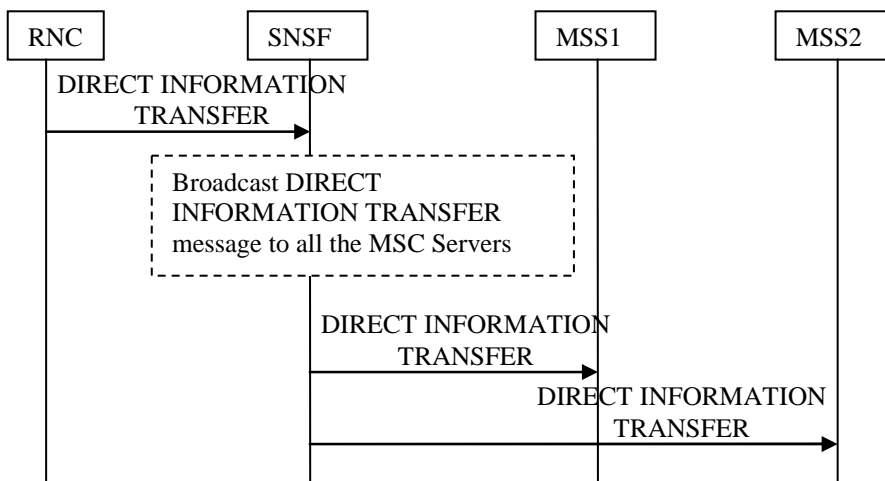 RNC
SNSF
MSS1
MSS2
DIRECT INFORMATION
TRANSFER
Broadcast DIRECT
INFORMATION TRANSFER
message to all the MSC Servers
DIRECT INFORMATION
TRANSFER
DIRECT INFORMATION
TRANSFER